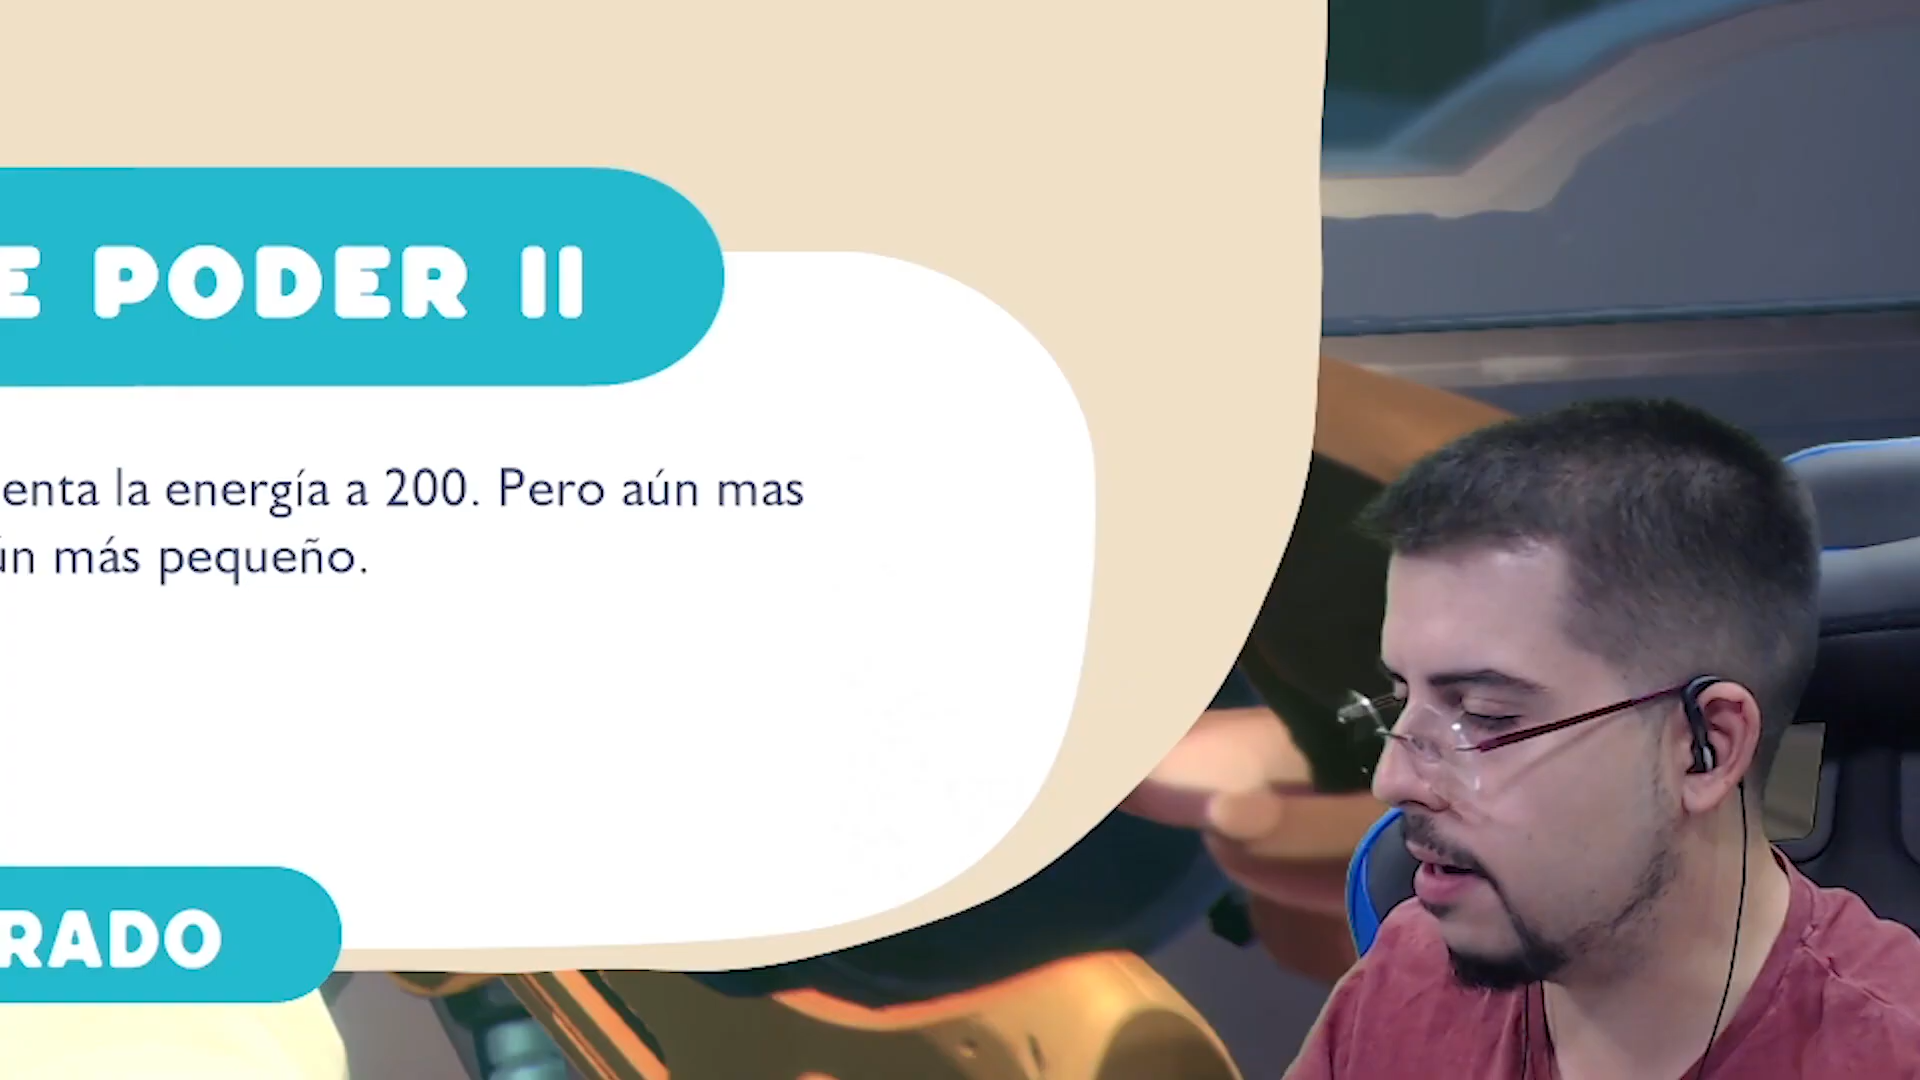 E PODER II
enta la energía a 200. Pero aún mas
ún más pequeño.
RADO